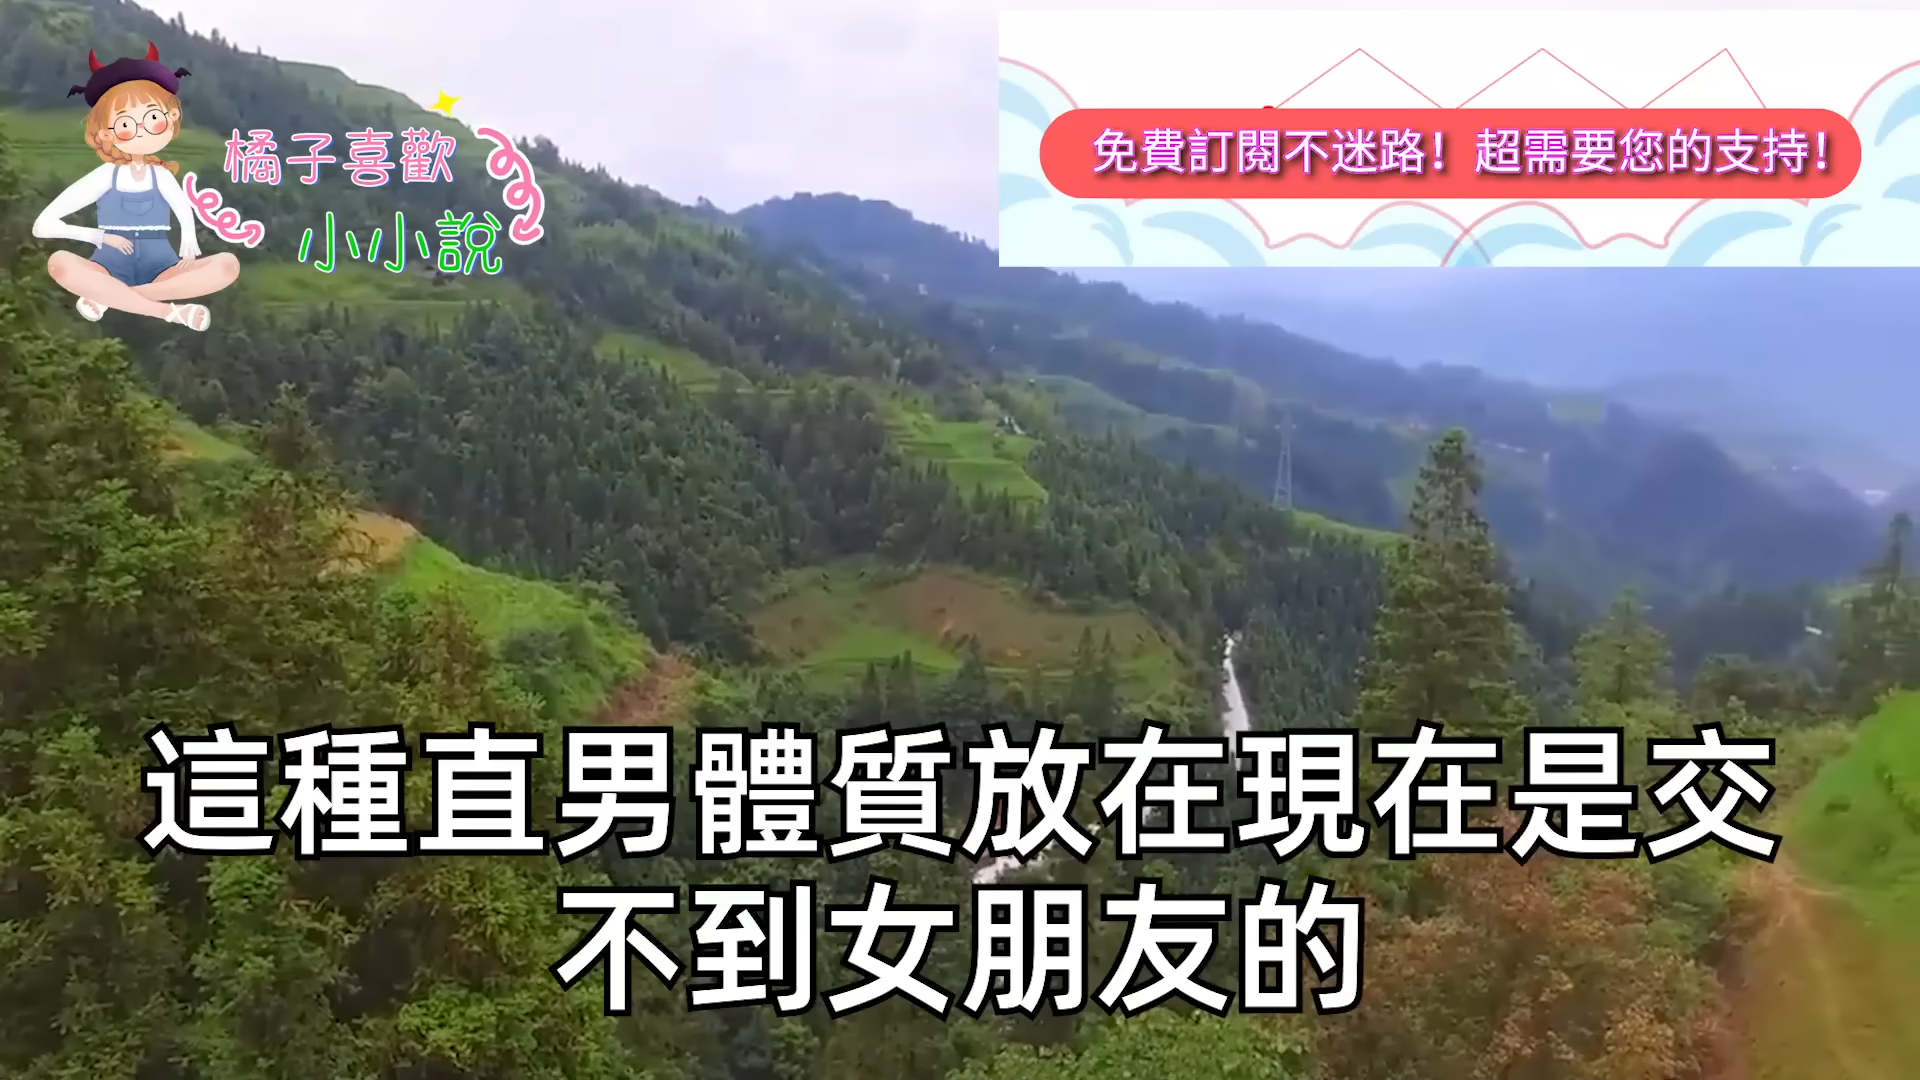 橘子喜歡
小小說
免費訂閱不迷路！超需要您的支持！
這種直男體質放在現在是交
不到女朋友的